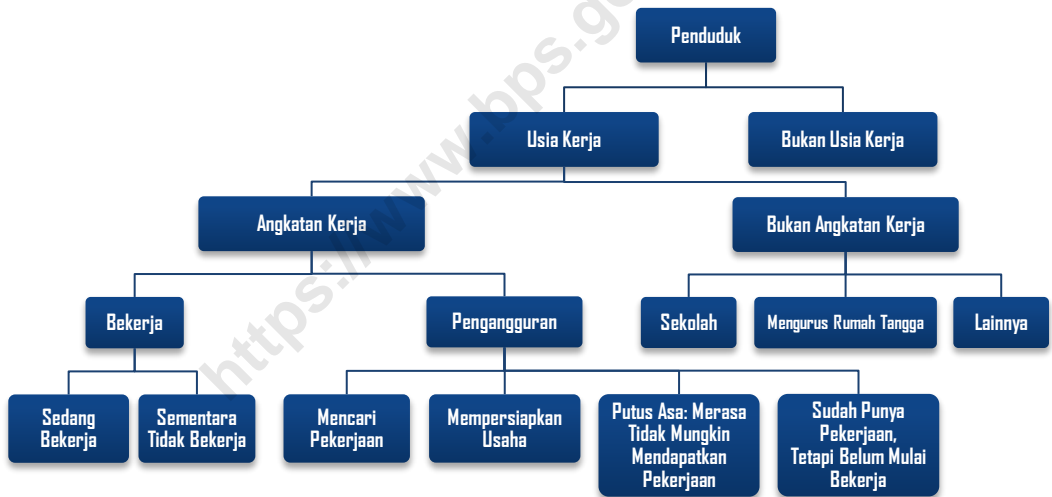 Penduduk
Usia Kerja
Bukan Usia Kerja
Angkatan Kerja
Bukan Angkatan Kerja
Bekerja
Pengangguran
Sekolah
Mengurus Rumah Tangga
Lainnya
Sedang
Bekerja
Sementara
Tidak Bekerja
Mencari
Pekerjaan
Mempersiapkan
Usaha
Putus Asa: Merasa
Tidak Mungkin
Mendapatkan
Pekerjaan
Sudah Punya
Pekerjaan,
Tetapi Belum Mulai
Bekerja
https://www.bps.go